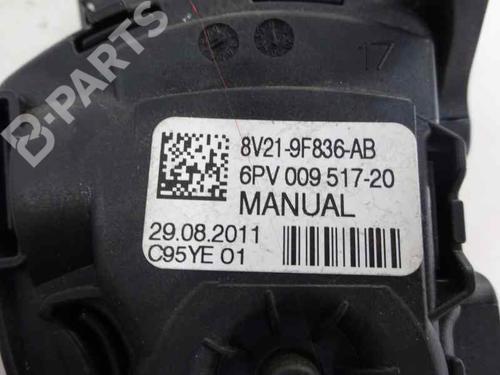 17
8V21-9F836-AB
6PV 009 517-20
MANUAL
29.08.2011
C95YE 01
B-PARTS